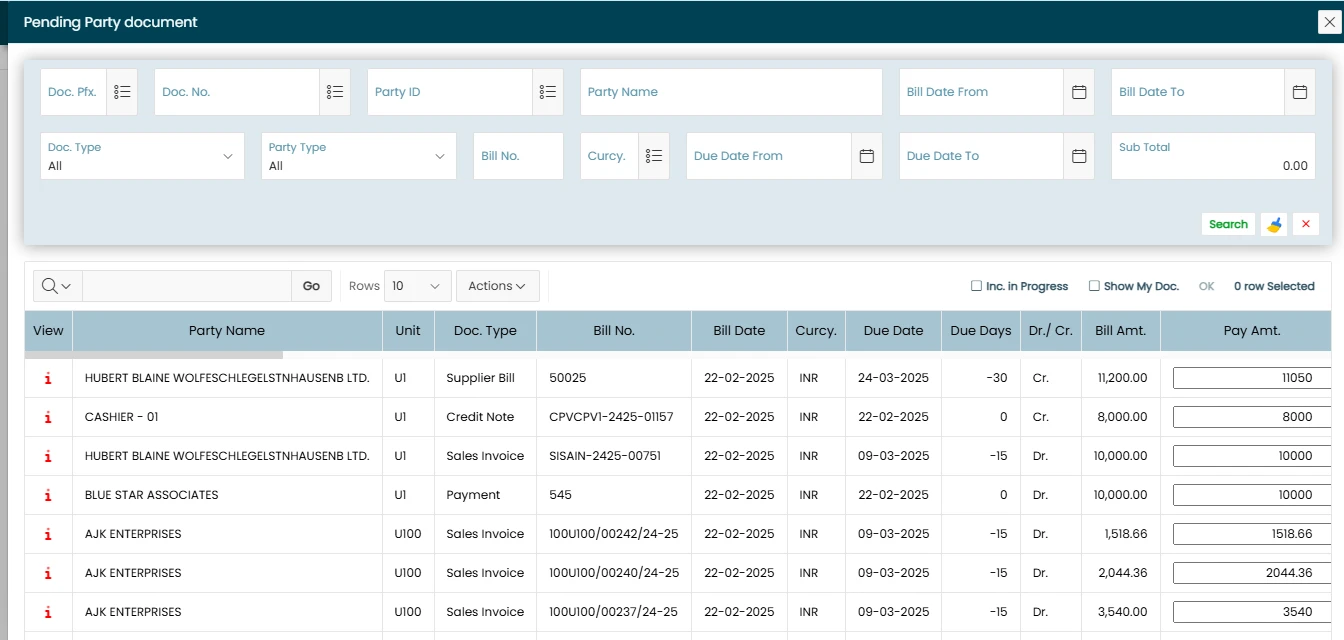 Pending Party document
Doc. Pfx. Doc. No. Party ID Party Name Bill Date From Bill Date To
Doc. Type Party Type Bill No. Curcy. Due Date From Due Date To Sub Total
All All 0.00
Search
Go Rows 10 Actions Inc. in Progress Show My Doc. OK 0 row Selected
View Party Name Unit Doc. Type Bill No. Bill Date Curcy. Due Date Due Days Dr./ Cr. Bill Amt. Pay Amt.
HUBERT BLAINE WOLFESCHLEGELSTNHAUSENB LTD. U1 Supplier Bill 50025 22-02-2025 INR 24-03-2025 -30 Cr. 11,200.00 11050
CASHIER - 01 U1 Credit Note CPVCPV1-2425-01157 22-02-2025 INR 22-02-2025 0 Cr. 8,000.00 8000
HUBERT BLAINE WOLFESCHLEGELSTNHAUSENB LTD. U1 Sales Invoice SISAIN-2425-00751 22-02-2025 INR 09-03-2025 -15 Dr. 10,000.00 10000
BLUE STAR ASSOCIATES U1 Payment 545 22-02-2025 INR 22-02-2025 0 Dr. 10,000.00 10000
AJK ENTERPRISES U100 Sales Invoice 100U100/00242/24-25 22-02-2025 INR 09-03-2025 -15 Dr. 1,518.66 1518.66
AJK ENTERPRISES U100 Sales Invoice 100U100/00240/24-25 22-02-2025 INR 09-03-2025 -15 Dr. 2,044.36 2044.36
AJK ENTERPRISES U100 Sales Invoice 100U100/00237/24-25 22-02-2025 INR 09-03-2025 -15 Dr. 3,540.00 3540